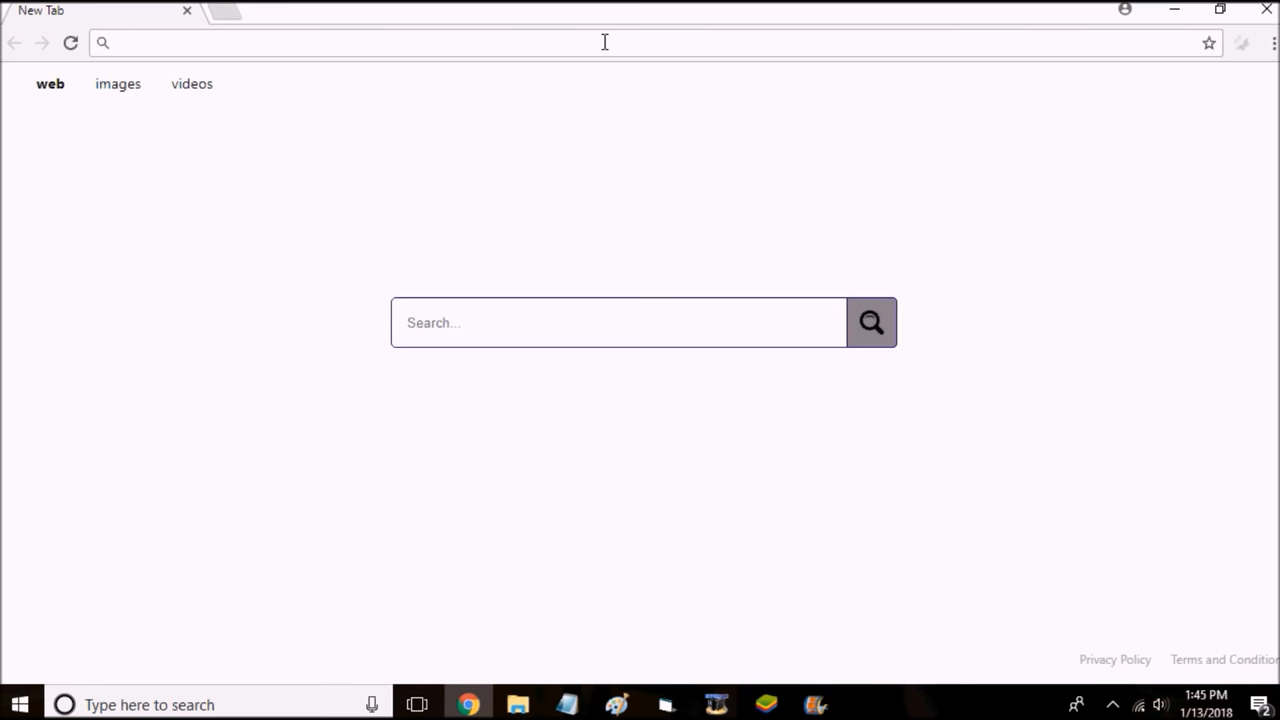 New Tab
web images videos
Search...
Privacy Policy Terms and Condition
Type here to search
1:45 PM
1/13/2018
2